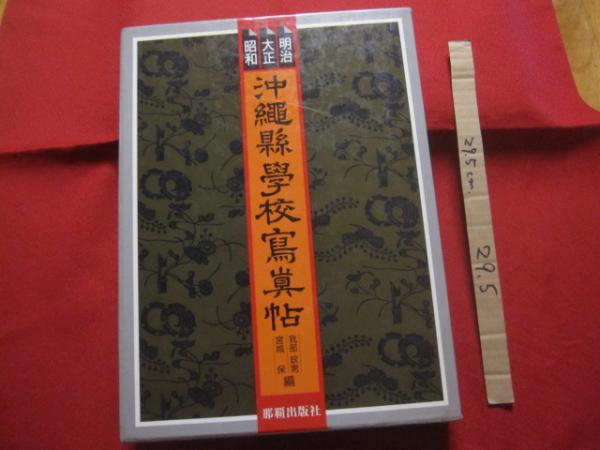 明治
大正
昭和
沖繩縣學校寫眞帖
我部政男
宮城保
編
那覇出版社
29.5cm.
29.5